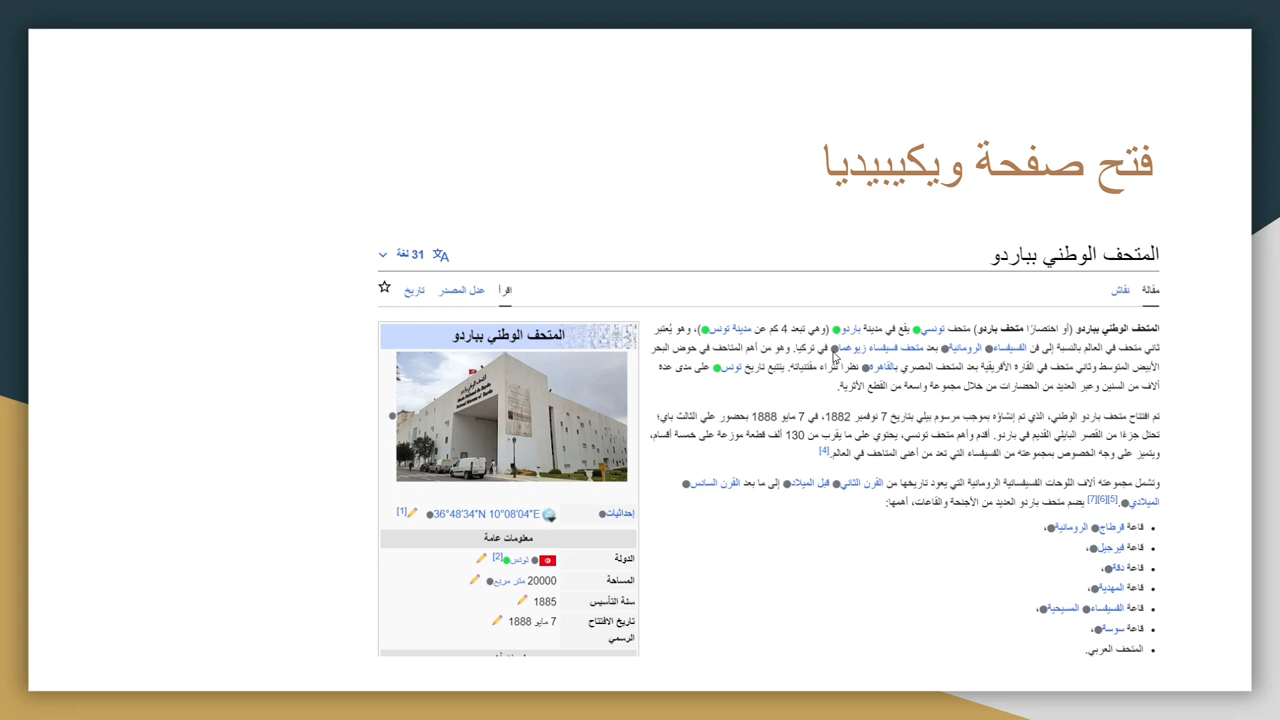 فتح صفحة ويكيبيديا
المتحف الوطني بباردو
31 لغة
مقالة
نقاش
اقرأ
عدل المصدر
تاريخ
المتحف الوطني بباردو (أو اختصارًا متحف باردو) متحف تونسي يقع في مدينة باردو (وهي تبعد 4 كم عن مدينة تونس)، وهو يُعتبر
ثاني متحف في العالم بالنسبة إلى فن الفسيفساء الرومانية بعد متحف فسيفساء زيوغما في تركيا. وهو من أهم المتاحف في حوض البحر
الأبيض المتوسط وثاني متحف في القارة الأفريقية بعد المتحف المصري بالقاهرة نظرا لثراء مقتنياته. يتتبع تاريخ تونس على مدى عدة
آلاف من السنين وعبر العديد من الحضارات من خلال مجموعة واسعة من القطع الأثرية.
تم افتتاح متحف باردو الوطني، الذي تم إنشاؤه بموجب مرسوم بيلي بتاريخ 7 نوفمبر 1882، في 7 مايو 1888 بحضور علي الثالث باي؛
تحتل جزءًا من القصر البايلي القديم في باردو. أقدم وأهم متحف تونسي، يحتوي على ما يقرب من 130 ألف قطعة موزعة على خمسة أقسام،
ويتميز على وجه الخصوص بمجموعته من الفسيفساء التي تعد من أغنى المتاحف في العالم.[4]
وتشمل مجموعته آلاف اللوحات الفسيفسائية الرومانية التي يعود تاريخها من القرن الثاني قبل الميلاد إلى ما بعد القرن السادس
الميلادي.[5][6][7] يضم متحف باردو العديد من الأجنحة والقاعات، أهمها:
• قاعة قرطاج الرومانية،
• قاعة فيرجيل،
• قاعة دقة،
• قاعة المهدية،
• قاعة الفسيفساء المسيحية،
• قاعة سوسة،
• المتحف العربي.
المتحف الوطني بباردو
إحداثيات 36°48′34″N 10°08′04″E [1]
معلومات عامة
الدولة تونس [2]
المساحة 20000 متر مربع
سنة التأسيس 1885
تاريخ الافتتاح الرسمي 7 مايو 1888